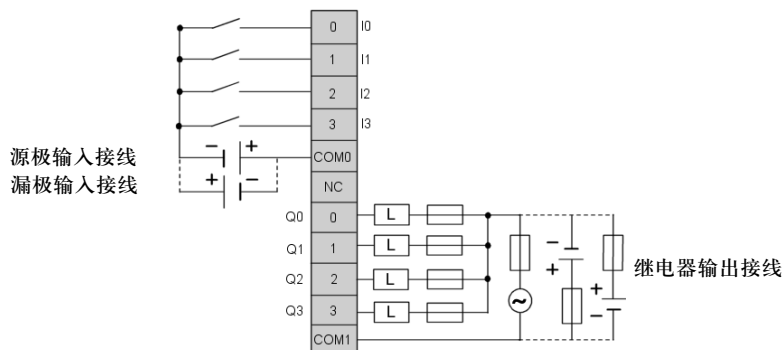 0 I0
1 I1
2 I2
3 I3
源极输入接线 − + COM0
漏极输入接线 + −
NC
Q0 0 L
Q1 1 L
Q2 2 L
Q3 3 L
COM1
− +
+ −
~
继电器输出接线